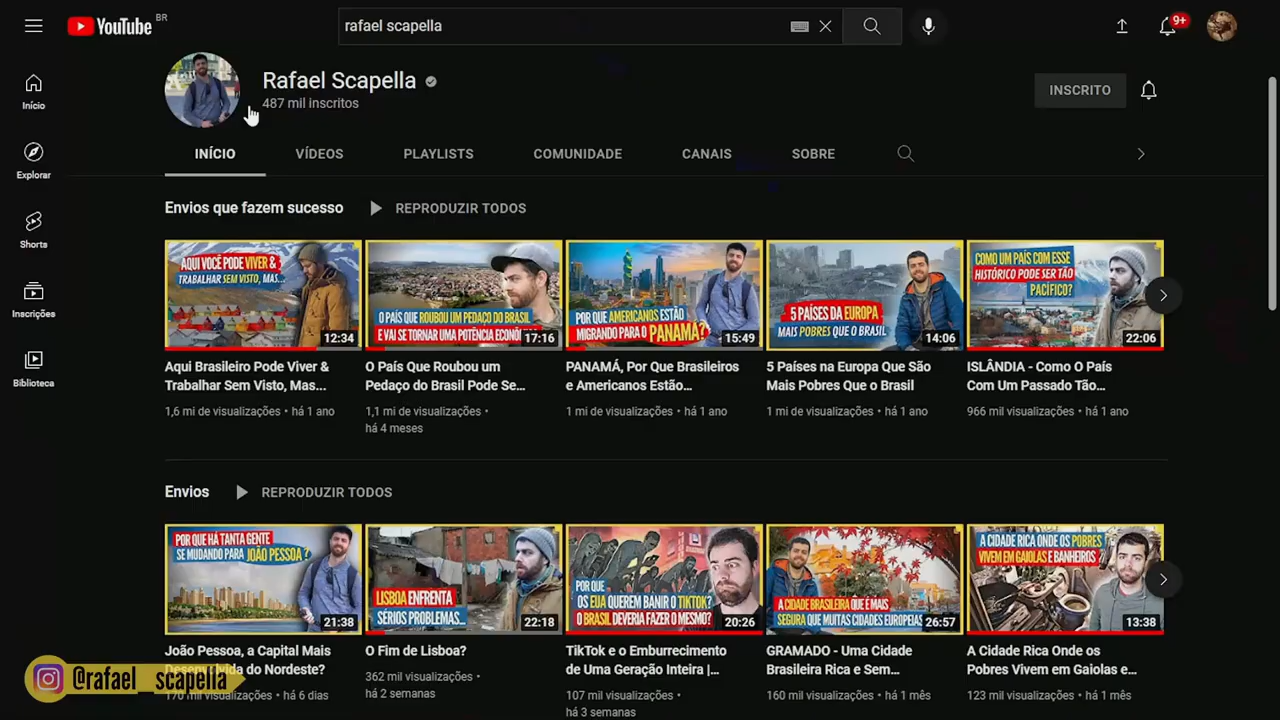 YouTube BR
rafael scapella
9+
Início
Explorar
Shorts
Inscrições
Biblioteca
Rafael Scapella
487 mil inscritos
INSCRITO
INÍCIO VÍDEOS PLAYLISTS COMUNIDADE CANAIS SOBRE
Envios que fazem sucesso REPRODUZIR TODOS
AQUI VOCÊ PODE VIVER &
TRABALHAR SEM VISTO, MAS...
12:34
Aqui Brasileiro Pode Viver &
Trabalhar Sem Visto, Mas...
1,6 mi de visualizações • há 1 ano
O PAÍS QUE ROUBOU UM PEDAÇO DO BRASIL
E VAI SE TORNAR UMA POTÊNCIA
17:16
O País Que Roubou um
Pedaço do Brasil Pode Se...
1,1 mi de visualizações •
há 4 meses
POR QUE AMERICANOS ESTÃO
MIGRANDO PARA O PANAMÁ?
15:49
PANAMÁ, Por Que Brasileiros
e Americanos Estão...
1 mi de visualizações • há 1 ano
5 PAÍSES DA EUROPA
MAIS POBRES QUE O BRASIL
14:06
5 Países na Europa Que São
Mais Pobres Que o Brasil
1 mi de visualizações • há 1 ano
COMO UM PAÍS COM ESSE
HISTÓRICO PODE SER TÃO
PACÍFICO?
22:06
ISLÂNDIA - Como O País
Com Um Passado Tão...
966 mil visualizações • há 1 ano
Envios REPRODUZIR TODOS
POR QUE HÁ TANTA GENTE
SE MUDANDO PARA JOÃO PESSOA?
21:38
João Pessoa, a Capital Mais
Desenvolvida do Nordeste?
170 mil visualizações • há 6 dias
LISBOA ENFRENTA
SÉRIOS PROBLEMAS...
22:18
O Fim de Lisboa?
362 mil visualizações •
há 2 semanas
POR QUE
OS EUA QUEREM BANIR O TIKTOK?
O BRASIL DEVERIA FAZER O MESMO?
20:26
TikTok e o Emburrecimento
de Uma Geração Inteira |...
107 mil visualizações •
há 3 semanas
A CIDADE BRASILEIRA QUE É MAIS
SEGURA QUE MUITAS CIDADES EUROPEIAS
26:57
GRAMADO - Uma Cidade
Brasileira Rica e Sem...
160 mil visualizações • há 1 mês
A CIDADE RICA ONDE OS POBRES
VIVEM EM GAIOLAS E BANHEIROS
13:38
A Cidade Rica Onde os
Pobres Vivem em Gaiolas e...
123 mil visualizações • há 1 mês
@rafael__scapella